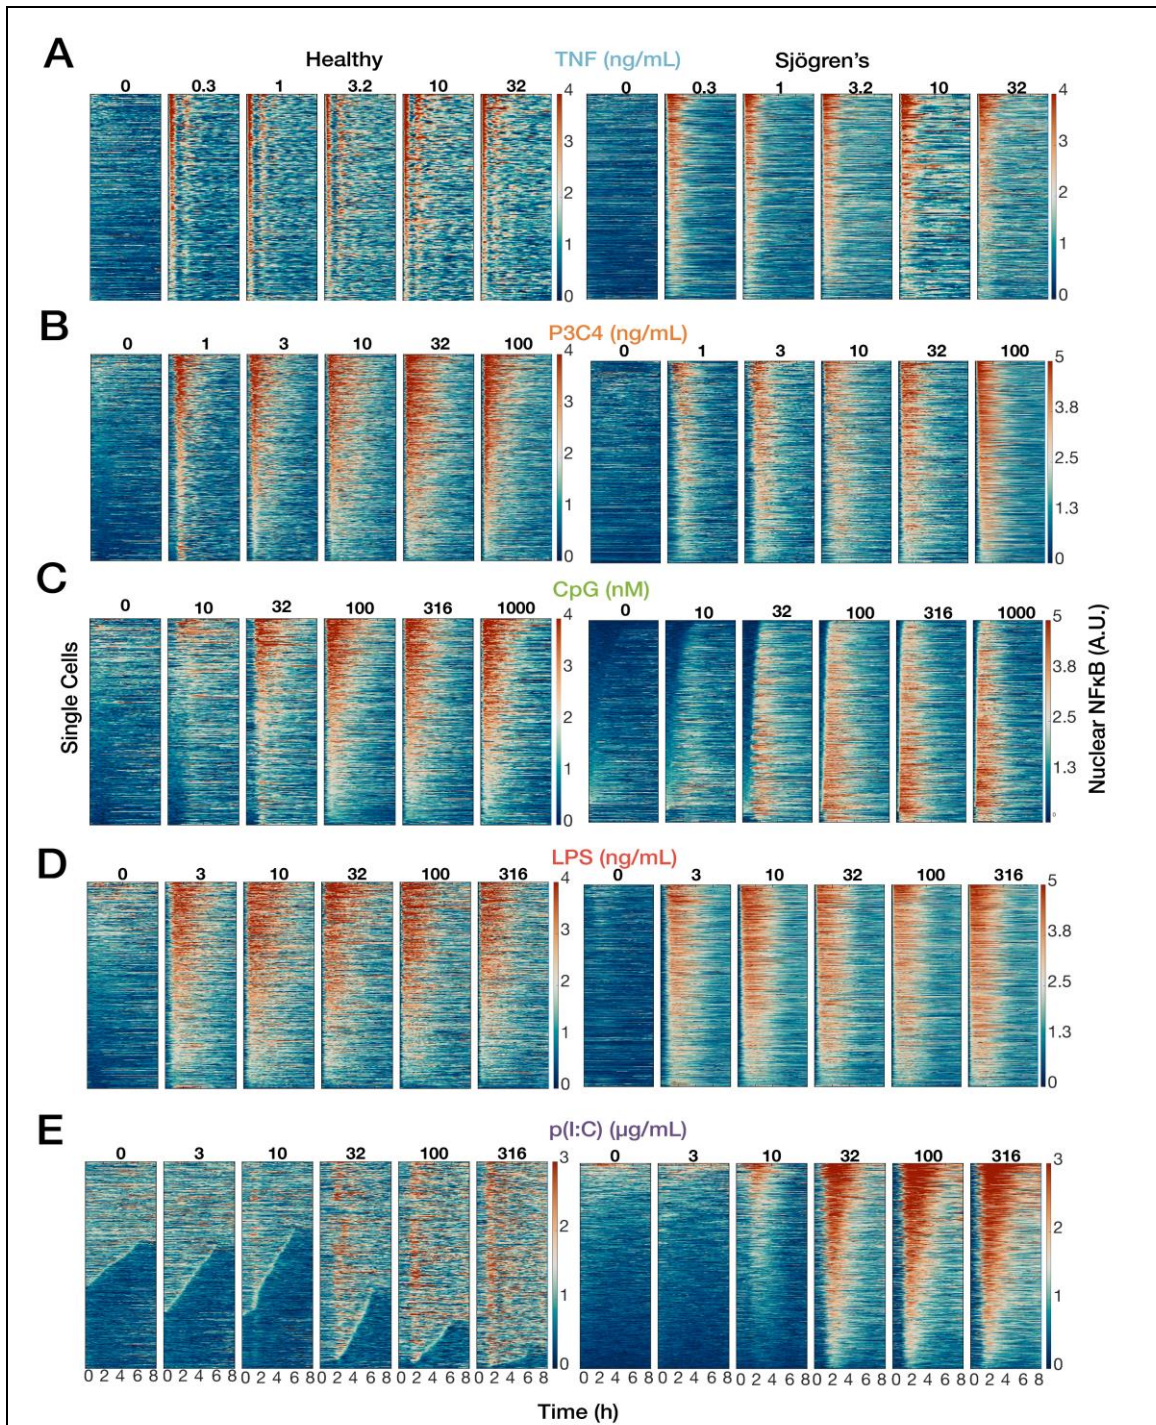 A
Healthy TNF (ng/mL) Sjögren's
0 0.3 1 3.2 10 32 4 3 2 1 0
0 0.3 1 3.2 10 32 4 3 2 1 0
B
P3C4 (ng/mL)
0 1 3 10 32 100 4 3 2 1 0
0 1 3 10 32 100 5 3.8 2.5 1.3 0
C
CpG (nM)
0 10 32 100 316 1000 4 3 2 1 0
0 10 32 100 316 1000 5 3.8 2.5 1.3 0
Single Cells
Nuclear NFκB (A.U.)
D
LPS (ng/mL)
0 3 10 32 100 316 4 3 2 1 0
0 3 10 32 100 316 5 3.8 2.5 1.3 0
E
p(I:C) (µg/mL)
0 3 10 32 100 316 3 2 1 0
0 3 10 32 100 316 3 2 1 0
0 2 4 6 8 0 2 4 6 8 0 2 4 6 8 0 2 4 6 8 0 2 4 6 8 0 2 4 6 8
0 2 4 6 8 0 2 4 6 8 0 2 4 6 8 0 2 4 6 8 0 2 4 6 8 0 2 4 6 8
Time (h)